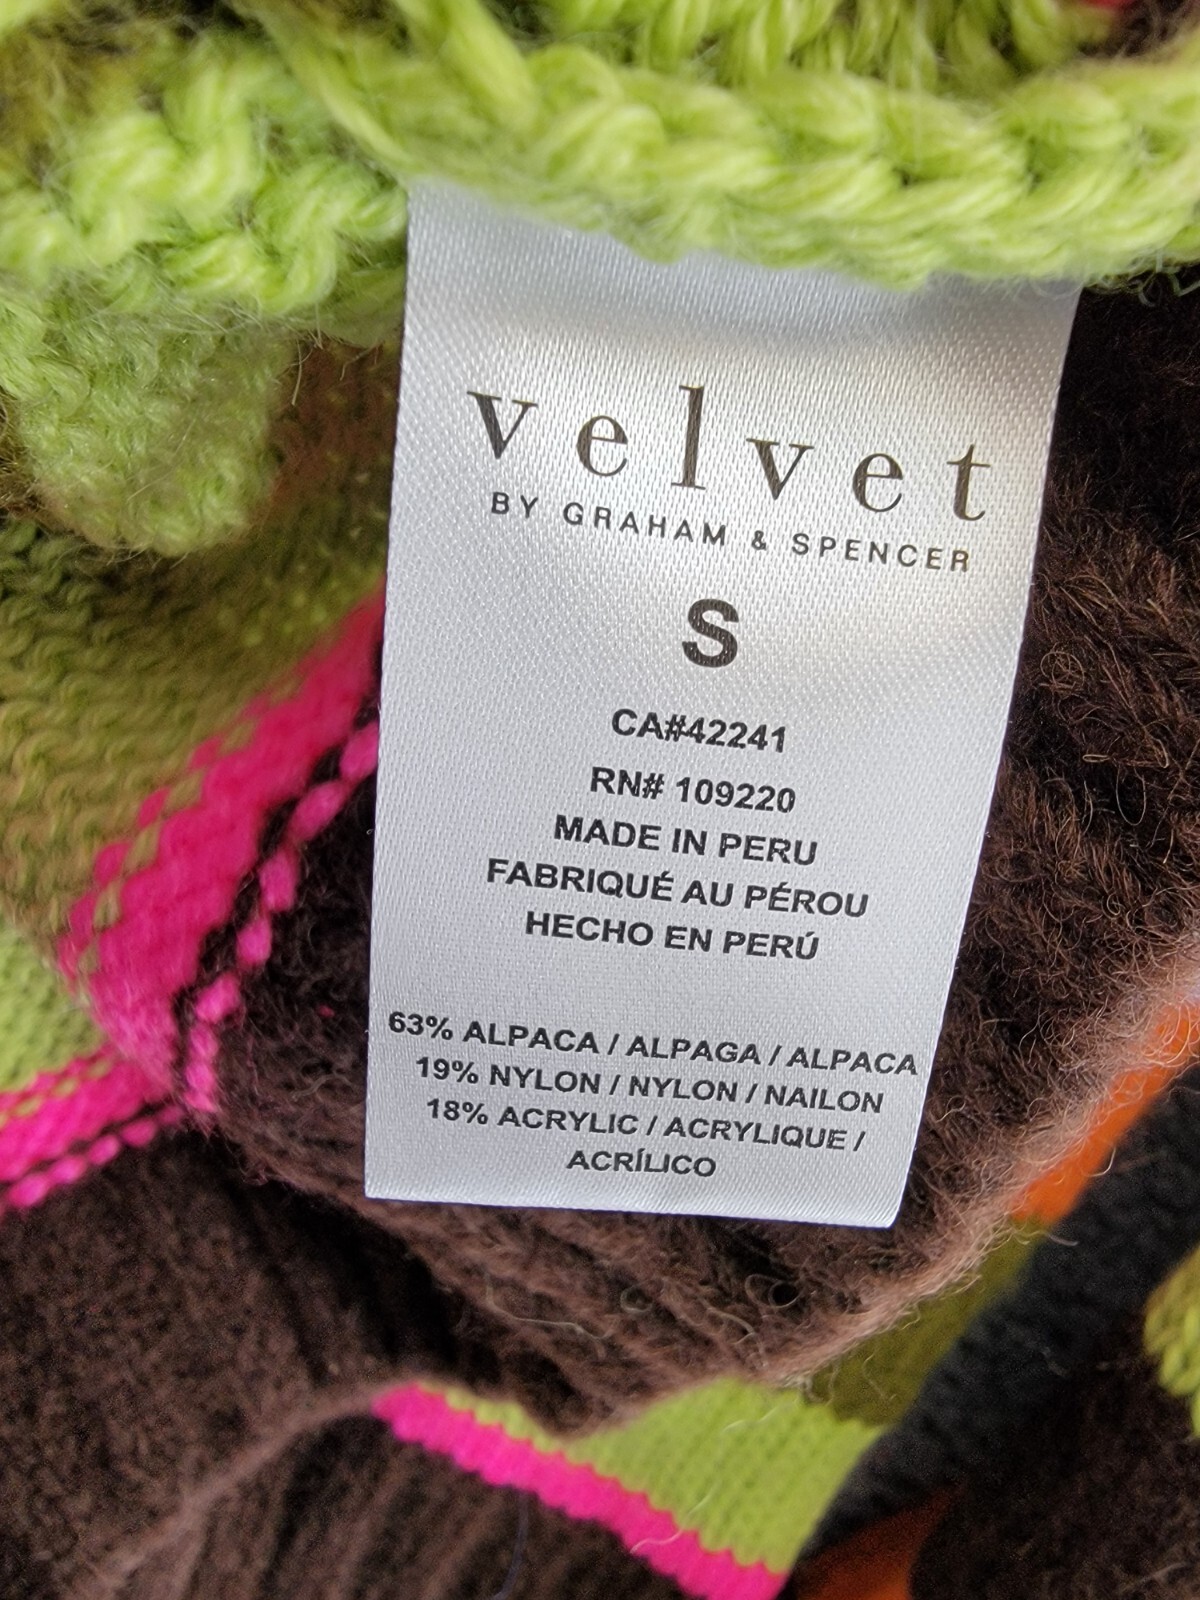 velvet
BY GRAHAM & SPENCER
S
CA#42241
RN# 109220
MADE IN PERU
FABRIQUÉ AU PÉROU
HECHO EN PERÚ
63% ALPACA / ALPAGA / ALPACA
19% NYLON / NYLON / NAILON
18% ACRYLIC / ACRYLIQUE /
ACRÍLICO